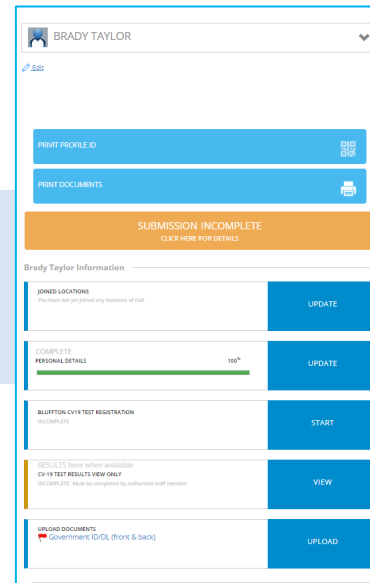 BRADY TAYLOR
Edit
PRIVIT PROFILE ID
PRINT DOCUMENTS
SUBMISSION INCOMPLETE
CLICK HERE FOR DETAILS
Brady Taylor Information
JOINED LOCATIONS
You have not yet joined any locations of null.
UPDATE
COMPLETE
PERSONAL DETAILS 100%
UPDATE
BLUFFTON CV19 TEST REGISTRATION
INCOMPLETE
START
RESULTS here when available
CV-19 TEST RESULTS VIEW ONLY
INCOMPLETE. Must be completed by authorized staff member
VIEW
UPLOAD DOCUMENTS
Government ID/DL (front & back)
UPLOAD